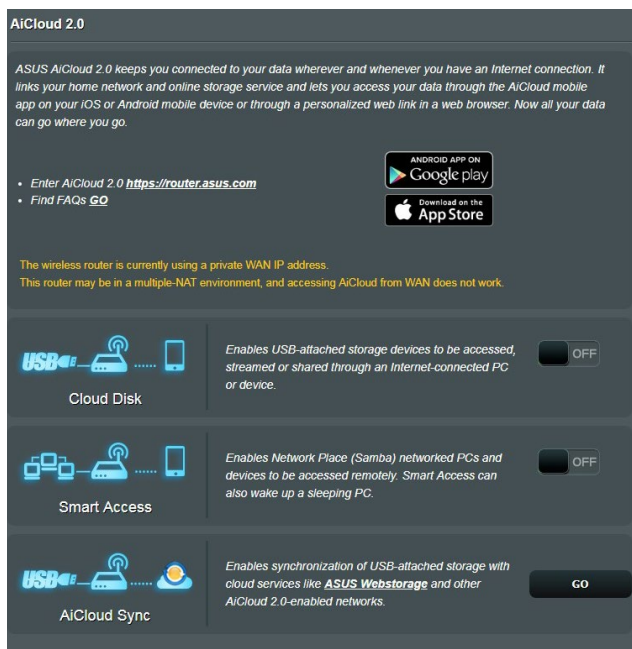 AiCloud 2.0
ASUS AiCloud 2.0 keeps you connected to your data wherever and whenever you have an Internet connection. It
links your home network and online storage service and lets you access your data through the AiCloud mobile
app on your iOS or Android mobile device or through a personalized web link in a web browser. Now all your data
can go where you go.
ANDROID APP ON
Google play
• Enter AiCloud 2.0 https://router.asus.com
• Find FAQs GO
Download on the
App Store
The wireless router is currently using a private WAN IP address.
This router may be in a multiple-NAT environment, and accessing AiCloud from WAN does not work.
USB
Cloud Disk
Enables USB-attached storage devices to be accessed,
streamed or shared through an Internet-connected PC
or device.
OFF
Smart Access
Enables Network Place (Samba) networked PCs and
devices to be accessed remotely. Smart Access can
also wake up a sleeping PC.
OFF
USB
AiCloud Sync
Enables synchronization of USB-attached storage with
cloud services like ASUS Webstorage and other
AiCloud 2.0-enabled networks.
GO